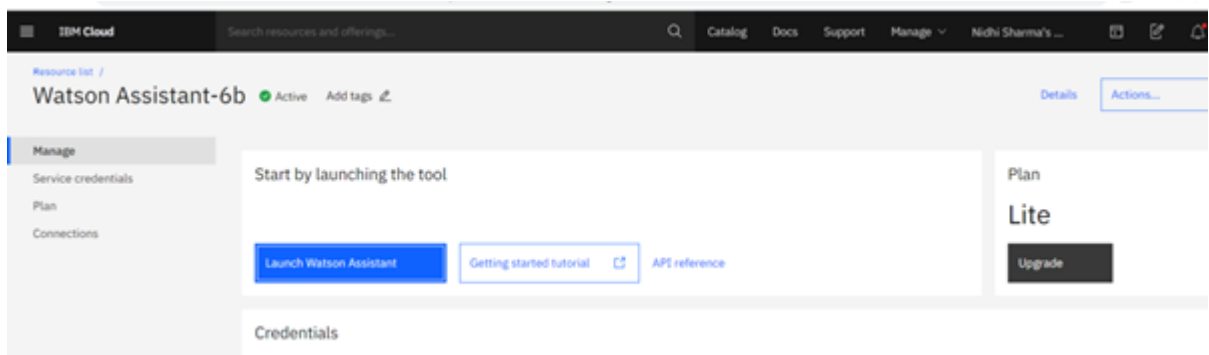 IBM Cloud Search resources and offerings... Catalog Docs Support Manage Nidhi Sharma's ...
Resource list /
Watson Assistant-6b Active Add tags Details Actions...
Manage
Service credentials
Plan
Connections
Start by launching the tool
Launch Watson Assistant Getting started tutorial API reference
Plan
Lite
Upgrade
Credentials